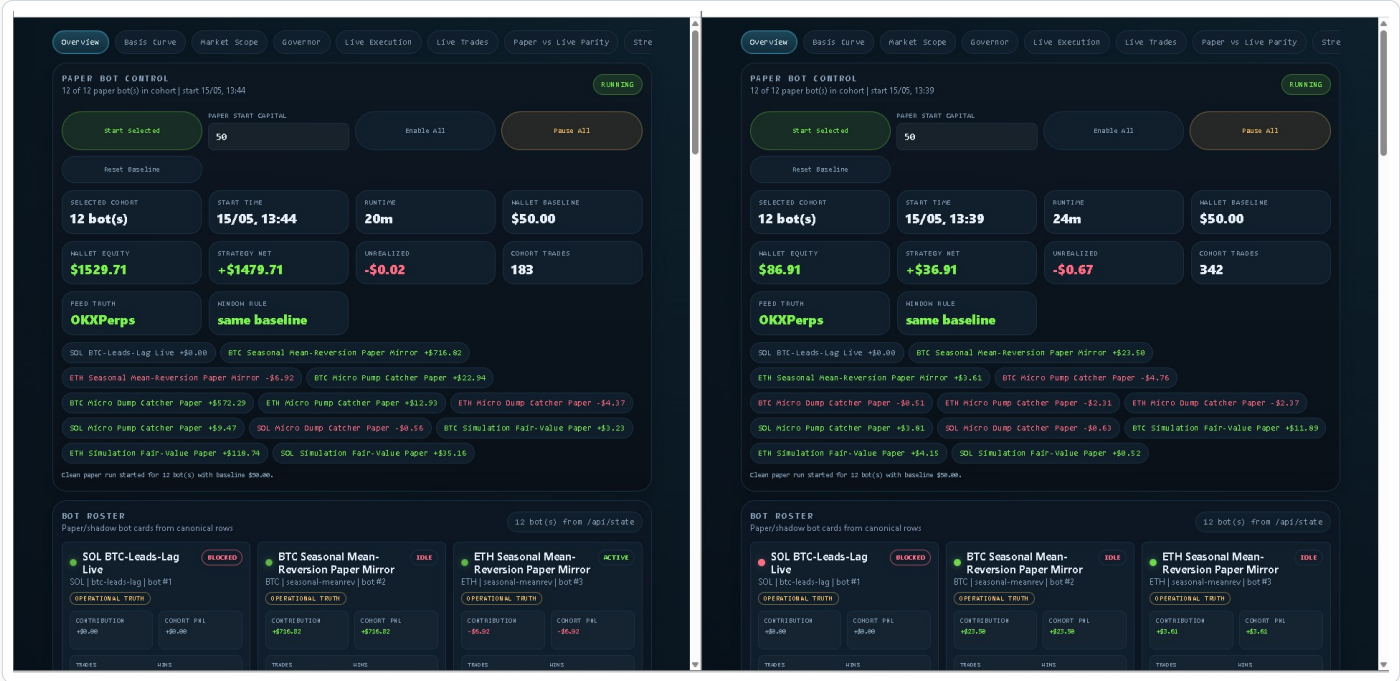 Overview Basis Curve Market Scope Governor Live Execution Live Trades Paper vs Live Parity Stre
PAPER BOT CONTROL
12 of 12 paper bot(s) in cohort | start 15/05, 13:44
RUNNING
Start Selected
PAPER START CAPITAL
50
Enable All
Pause All
Reset Baseline
SELECTED COHORT
12 bot(s)
START TIME
15/05, 13:44
RUNTIME
20m
WALLET BASELINE
$50.00
WALLET EQUITY
$1529.71
STRATEGY NET
+$1479.71
UNREALIZED
-$0.02
COHORT TRADES
183
FEED TRUTH
OKXPerps
WINDOW RULE
same baseline
SOL BTC-Leads-Lag Live +$0.00 BTC Seasonal Mean-Reversion Paper Mirror +$716.82
ETH Seasonal Mean-Reversion Paper Mirror -$6.92 BTC Micro Pump Catcher Paper +$22.94
BTC Micro Dump Catcher Paper +$572.29 ETH Micro Pump Catcher Paper +$12.93 ETH Micro Dump Catcher Paper -$4.37
SOL Micro Pump Catcher Paper +$9.47 SOL Micro Dump Catcher Paper -$0.56 BTC Simulation Fair-Value Paper +$3.23
ETH Simulation Fair-Value Paper +$118.74 SOL Simulation Fair-Value Paper +$35.16
Clean paper run started for 12 bot(s) with baseline $50.00.
BOT ROSTER
Paper/shadow bot cards from canonical rows
12 bot(s) from /api/state
SOL BTC-Leads-Lag
Live
BLOCKED
SOL | btc-leads-lag | bot #1
OPERATIONAL TRUTH
CONTRIBUTION
+$0.00
COHORT PNL
+$0.00
TRADES WINS
BTC Seasonal Mean-
Reversion Paper Mirror
IDLE
BTC | seasonal-meanrev | bot #2
OPERATIONAL TRUTH
CONTRIBUTION
+$716.82
COHORT PNL
+$716.82
TRADES WINS
ETH Seasonal Mean-
Reversion Paper Mirror
ACTIVE
ETH | seasonal-meanrev | bot #3
OPERATIONAL TRUTH
CONTRIBUTION
-$6.92
COHORT PNL
-$6.92
TRADES WINS
Overview Basis Curve Market Scope Governor Live Execution Live Trades Paper vs Live Parity Stre
PAPER BOT CONTROL
12 of 12 paper bot(s) in cohort | start 15/05, 13:39
RUNNING
Start Selected
PAPER START CAPITAL
50
Enable All
Pause All
Reset Baseline
SELECTED COHORT
12 bot(s)
START TIME
15/05, 13:39
RUNTIME
24m
WALLET BASELINE
$50.00
WALLET EQUITY
$86.91
STRATEGY NET
+$36.91
UNREALIZED
-$0.67
COHORT TRADES
342
FEED TRUTH
OKXPerps
WINDOW RULE
same baseline
SOL BTC-Leads-Lag Live +$0.00 BTC Seasonal Mean-Reversion Paper Mirror +$23.50
ETH Seasonal Mean-Reversion Paper Mirror +$3.61 BTC Micro Pump Catcher Paper -$4.76
BTC Micro Dump Catcher Paper -$0.51 ETH Micro Pump Catcher Paper -$2.31 ETH Micro Dump Catcher Paper -$2.37
SOL Micro Pump Catcher Paper +$3.81 SOL Micro Dump Catcher Paper -$0.63 BTC Simulation Fair-Value Paper +$11.89
ETH Simulation Fair-Value Paper +$4.15 SOL Simulation Fair-Value Paper +$0.52
Clean paper run started for 12 bot(s) with baseline $50.00.
BOT ROSTER
Paper/shadow bot cards from canonical rows
12 bot(s) from /api/state
SOL BTC-Leads-Lag
Live
BLOCKED
SOL | btc-leads-lag | bot #1
OPERATIONAL TRUTH
CONTRIBUTION
+$0.00
COHORT PNL
+$0.00
TRADES WINS
BTC Seasonal Mean-
Reversion Paper Mirror
IDLE
BTC | seasonal-meanrev | bot #2
OPERATIONAL TRUTH
CONTRIBUTION
+$23.50
COHORT PNL
+$23.50
TRADES WINS
ETH Seasonal Mean-
Reversion Paper Mirror
IDLE
ETH | seasonal-meanrev | bot #3
OPERATIONAL TRUTH
CONTRIBUTION
+$3.61
COHORT PNL
+$3.61
TRADES WINS